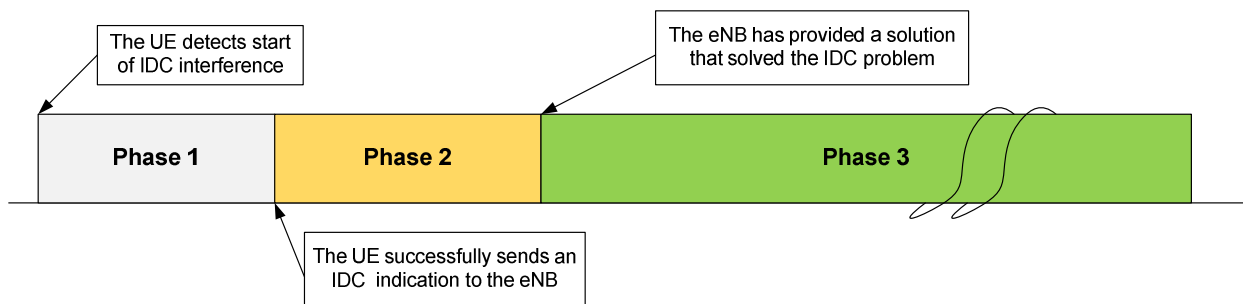 The UE detects start
of IDC interference
The eNB has provided a solution
that solved the IDC problem
Phase 1
Phase 2
Phase 3
The UE successfully sends an
IDC indication to the eNB